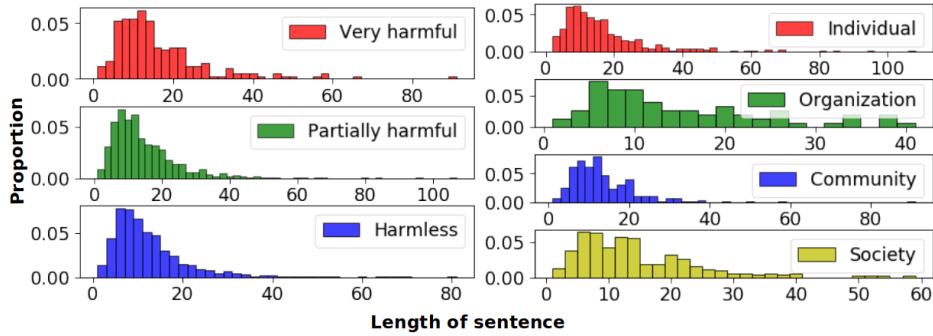 Proportion
0.05
0.00
Very harmful
0 20 40 60 80
0.05
0.00
Partially harmful
0 20 40 60 80 100
0.05
0.00
Harmless
0 20 40 60 80
0.05
0.00
Individual
0 20 40 60 80 100
0.05
0.00
Organization
0 10 20 30 40
0.05
0.00
Community
0 20 40 60 80
0.05
0.00
Society
0 10 20 30 40 50 60
Length of sentence